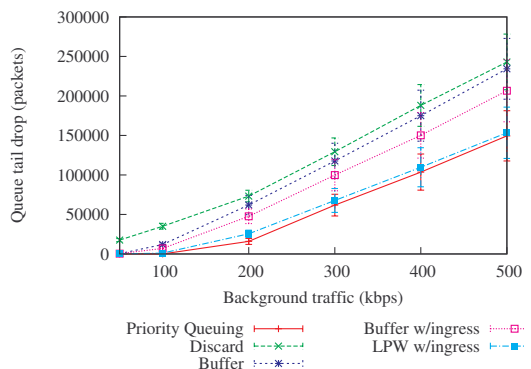 300000
250000
200000
150000
100000
50000
0
Queue tail drop (packets)
100
200
300
400
500
Background traffic (kbps)
Priority Queuing
Discard
Buffer
Buffer w/ingress
LPW w/ingress